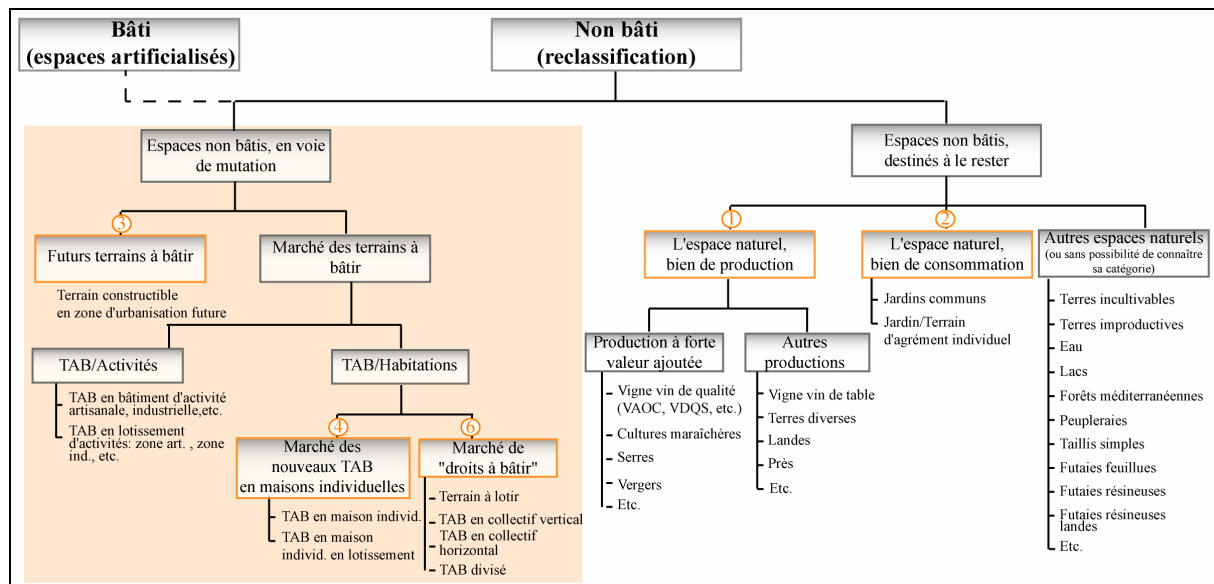 Bâti
(espaces artificialisés)
Non bâti
(reclassification)
Espaces non bâtis, en voie
de mutation
Espaces non bâtis,
destinés à le rester
3
Futurs terrains à bâtir
Terrain constructible
en zone d'urbanisation future
Marché des terrains à
bâtir
TAB/Activités
TAB en bâtiment d'activité
artisanale, industrielle,etc.
TAB en lotissement
d'activités: zone art. , zone
ind., etc.
TAB/Habitations
4
Marché des
nouveaux TAB
en maisons individuelles
TAB en maison individ.
TAB en maison
individ. en lotissement
6
Marché de
"droits à bâtir"
Terrain à lotir
TAB en collectif vertical
TAB en collectif
horizontal
TAB divisé
1
L'espace naturel,
bien de production
Production à forte
valeur ajoutée
Vigne vin de qualité
(VAOC, VDQS, etc.)
Cultures maraîchères
Serres
Vergers
Etc.
Autres
productions
Vigne vin de table
Terres diverses
Landes
Près
Etc.
2
L'espace naturel,
bien de consommation
Jardins communs
Jardin/Terrain
d'agrément individuel
Autres espaces naturels
(ou sans possibilité de connaître
sa catégorie)
Terres incultivables
Terres improductives
Eau
Lacs
Forêts méditerranéennes
Peupleraies
Taillis simples
Futaies feuillues
Futaies résineuses
Futaies résineuses
landes
Etc.